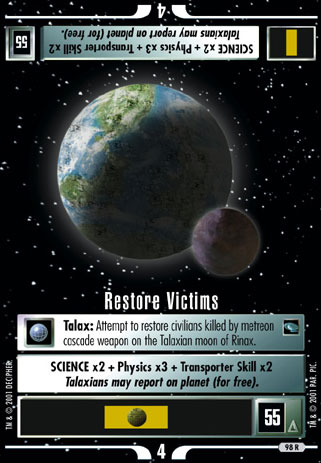 4
55
SCIENCE x2 + Physics x3 + Transporter Skill x2
Talaxians may report on planet (for free).
Restore Victims
Talax: Attempt to restore civilians killed by metreon
cascade weapon on the Talaxian moon of Rinax.
SCIENCE x2 + Physics x3 + Transporter Skill x2
Talaxians may report on planet (for free).
55
Δ
4
98 R
TM & © 2001 DECIPHER
TM & © 2001 PAR. PIC.